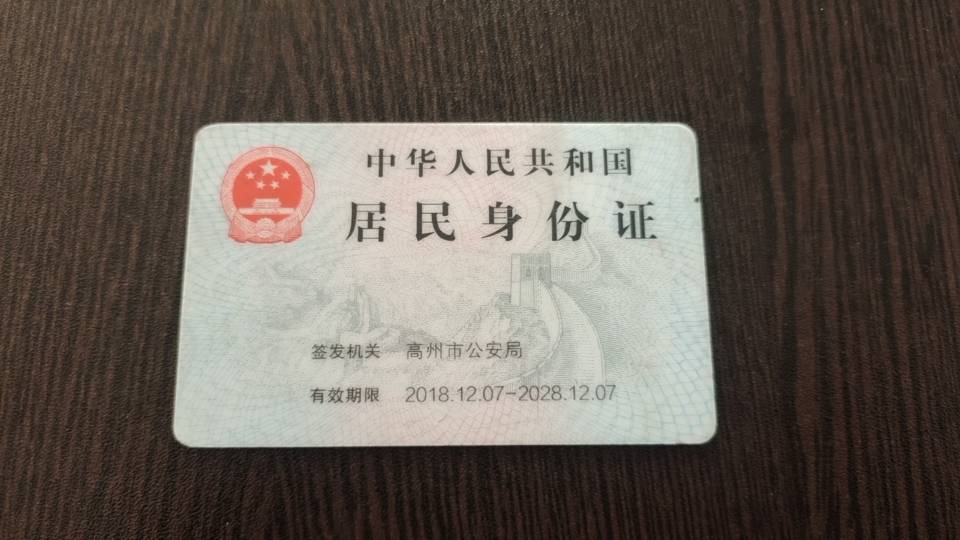 中华人民共和国
居民身份证
签发机关 高州市公安局
有效期限 2018.12.07-2028.12.07